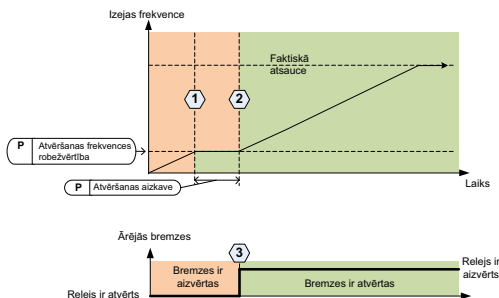 Izejas frekvence
Faktiskā
atsauce
1
2
P
Atvēršanas frekvences
robežvērtība
P
Atvēršanas aizkave
Laiks
Ārējās bremzes
3
Bremzes ir
aizvērtas
Bremzes ir atvērtas
Relejs ir
aizvērts
Relejs ir atvērts